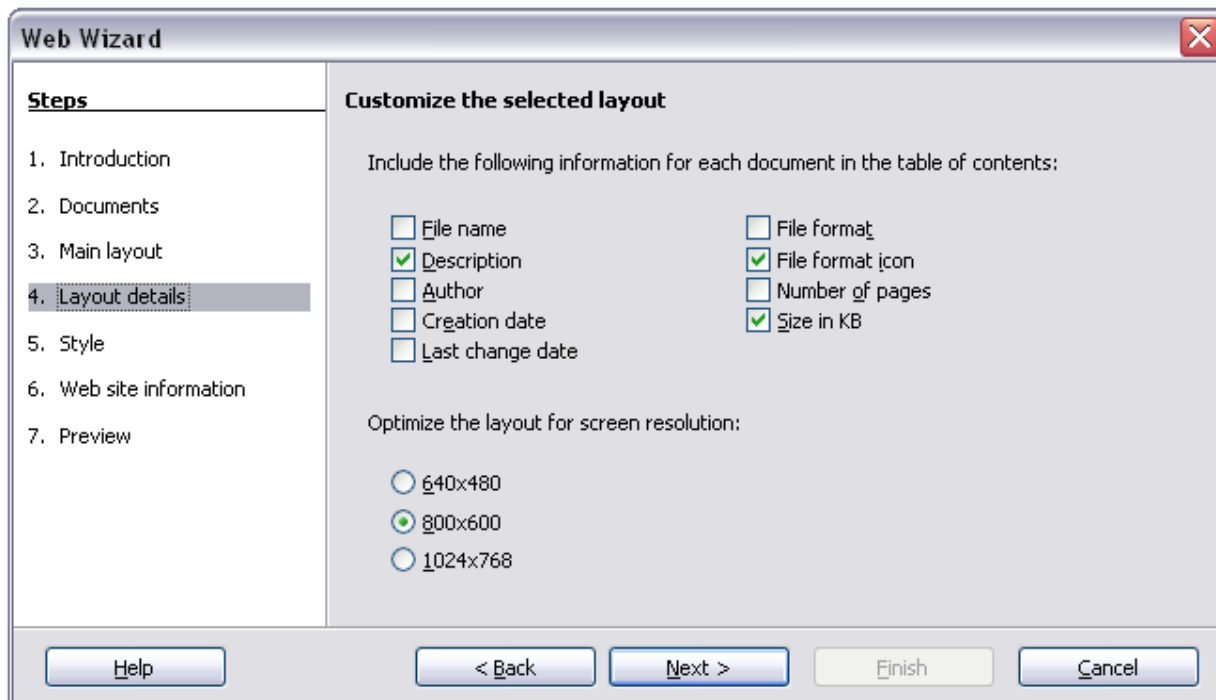 Web Wizard
Steps
1. Introduction
2. Documents
3. Main layout
4. Layout details
5. Style
6. Web site information
7. Preview
Customize the selected layout
Include the following information for each document in the table of contents:
File name
Description
Author
Creation date
Last change date
File format
File format icon
Number of pages
Size in KB
Optimize the layout for screen resolution:
640x480
800x600
1024x768
Help
< Back
Next >
Finish
Cancel